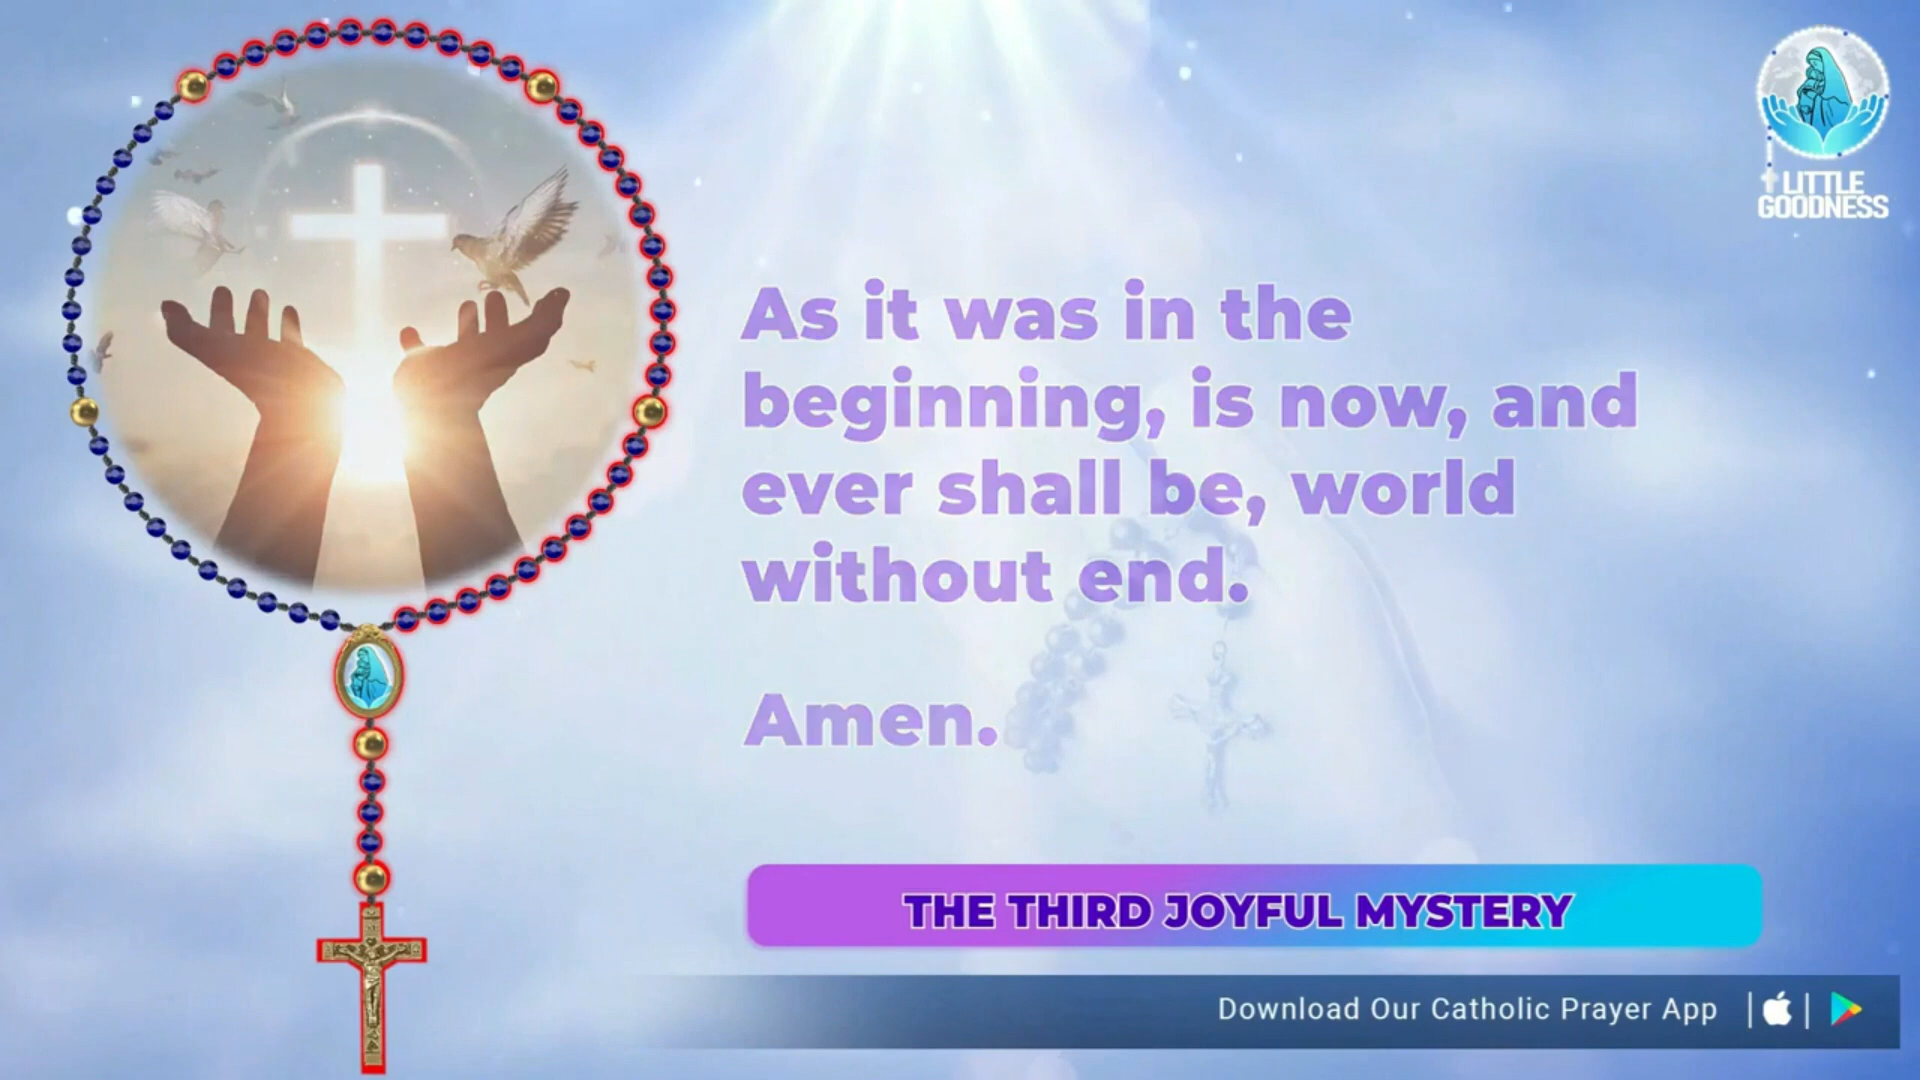 LITTLE
GOODNESS
As it was in the
beginning, is now, and
ever shall be, world
without end.
Amen.
THE THIRD JOYFUL MYSTERY
Download Our Catholic Prayer App